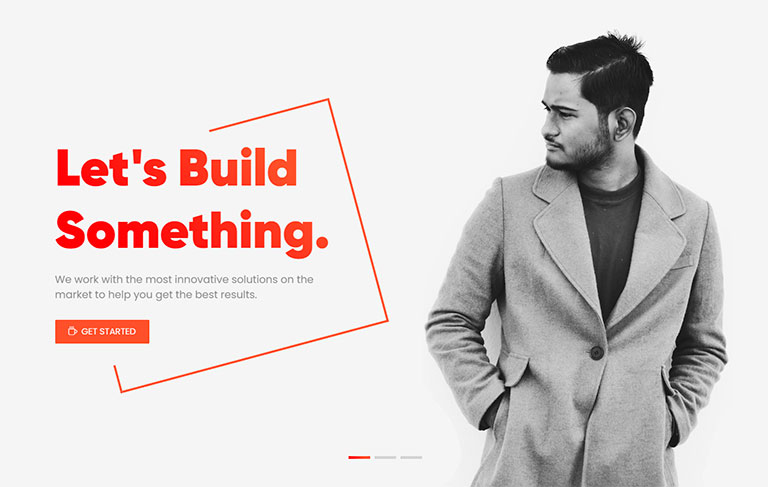 Let's Build
Something.
We work with the most innovative solutions on the
market to help you get the best results.
GET STARTED